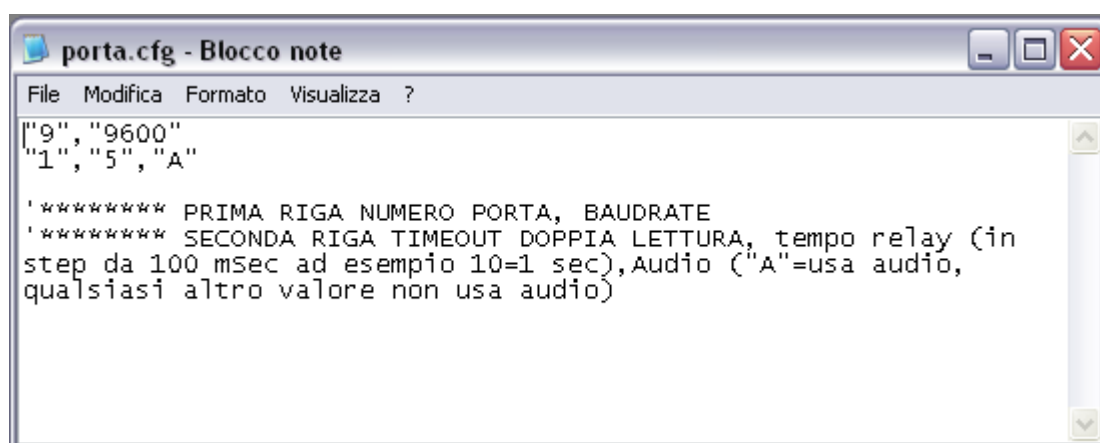 porta.cfg - Blocco note
File Modifica Formato Visualizza ?
"9","9600"
"1","5","A"
'******** PRIMA RIGA NUMERO PORTA, BAUDRATE
'******** SECONDA RIGA TIMEOUT DOPPIA LETTURA, tempo relay (in
step da 100 mSec ad esempio 10=1 sec),Audio ("A"=usa audio,
qualsiasi altro valore non usa audio)